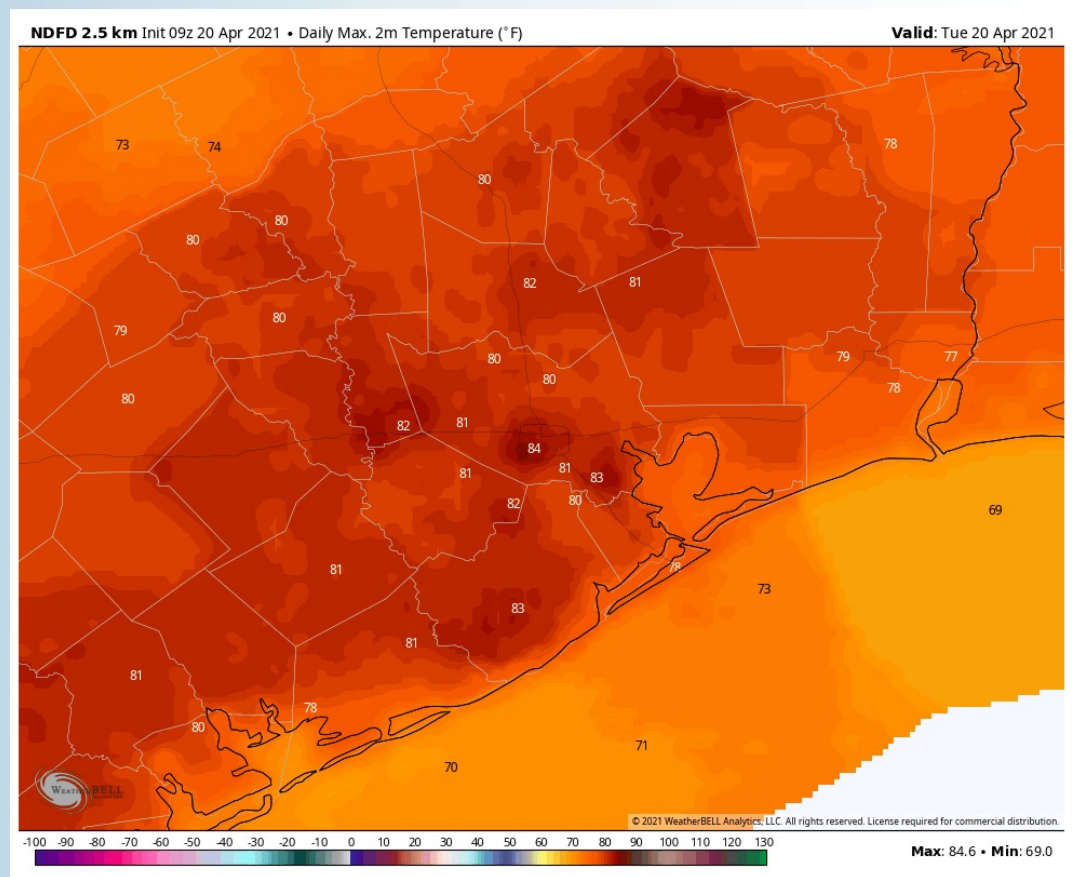 NDFD 2.5 km Init 09z 20 Apr 2021 • Daily Max. 2m Temperature (°F)
Valid: Tue 20 Apr 2021
73 74 78
80
80
80
82 81
80
79
80 79 77
80 78
80
82 81
84
81 81 83
82 80
69
81 78
73
83
81
81
78
80
71
70
WEATHERBELL
© 2021 WeatherBELL Analytics, LLC. All rights reserved. License required for commercial distribution.
-100 -90 -80 -70 -60 -50 -40 -30 -20 -10 0 10 20 30 40 50 60 70 80 90 100 110 120 130
Max: 84.6 • Min: 69.0